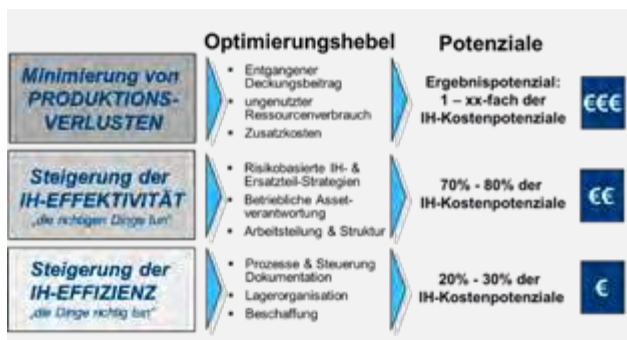 Optimierungshebel
Potenziale
Minimierung von
PRODUKTIONS-
VERLUSTEN
• Entgangener
Deckungsbeitrag
• ungenutzter
Ressourcenverbrauch
• Zusatzkosten
Ergebnispotenzial:
1 – xx-fach der
IH-Kostenpotenziale
€€€
Steigerung der
IH-EFFEKTIVITÄT
„die richtigen Dinge tun"
• Risikobasierte IH- &
Ersatzteil-Strategien
• Betriebliche Asset-
verantwortung
• Arbeitsteilung & Struktur
70% - 80% der
IH-Kostenpotenziale
€€
Steigerung der
IH-EFFIZIENZ
„die Dinge richtig tun"
• Prozesse & Steuerung
Dokumentation
• Lagerorganisation
• Beschaffung
20% - 30% der
IH-Kostenpotenziale
€